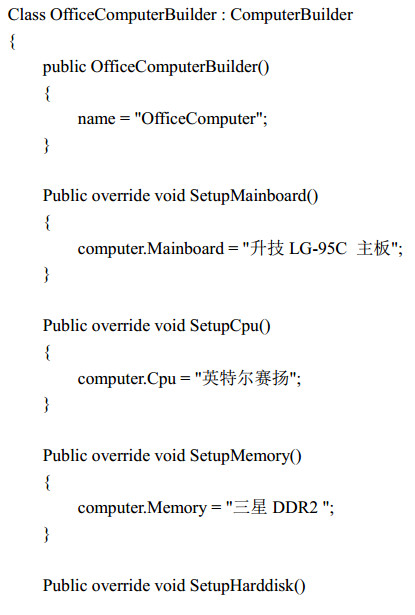 Class OfficeComputerBuilder : ComputerBuilder
{
public OfficeComputerBuilder()
{
name = "OfficeComputer";
}
Public override void SetupMainboard()
{
computer.Mainboard = "升技 LG-95C 主板";
}
Public override void SetupCpu()
{
computer.Cpu = "英特尔赛扬";
}
Public override void SetupMemory()
{
computer.Memory = "三星 DDR2 ";
}
Public override void SetupHarddisk()